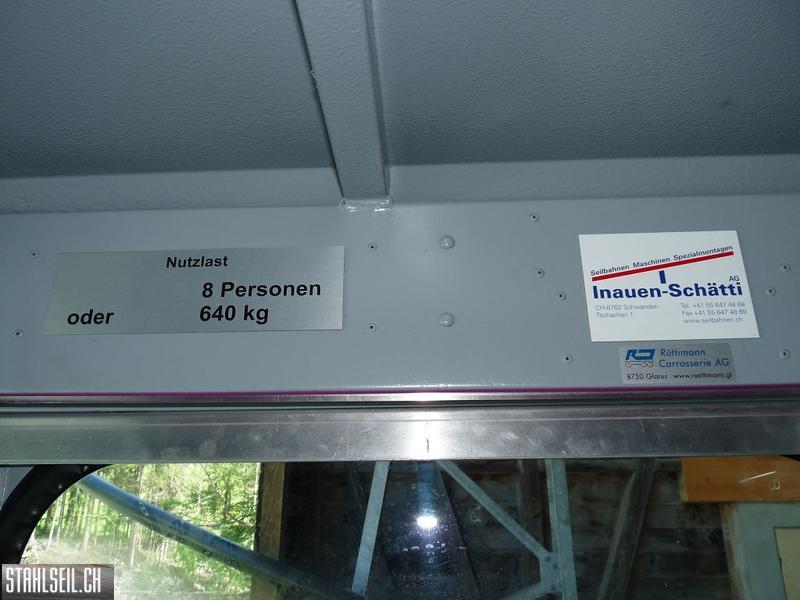 Nutzlast
8 Personen
oder 640 kg
Seilbahnen Maschinen Spezialmontagen
AG
Inauen-Schätti
CH-8762 Schwanden Tel. +41 55 647 48 68
Tschachen 1 Fax +41 55 647 48 69
www.seilbahnen.ch
Rüttimann
Carrosserie AG
8750 Glarus www.ruettimann.gl
STAHLSEIL.CH